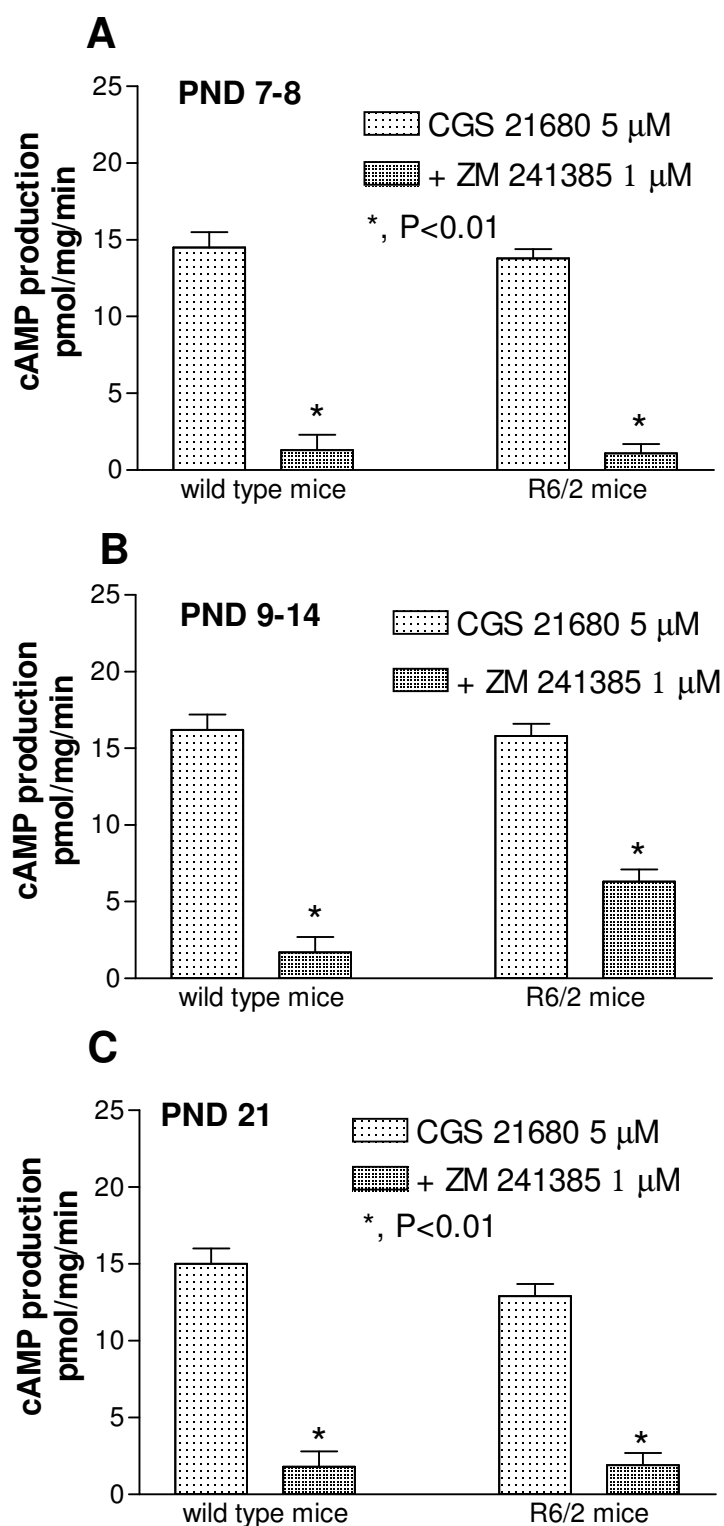 A
PND 7-8
CGS 21680 5 μM
+ ZM 241385 1 μM
*, P<0.01
cAMP production
pmol/mg/min
25
20
15
10
5
0
*
*
wild type mice
R6/2 mice
B
PND 9-14
CGS 21680 5 μM
+ ZM 241385 1 μM
cAMP production
pmol/mg/min
25
20
15
10
5
0
*
*
wild type mice
R6/2 mice
C
PND 21
CGS 21680 5 μM
+ ZM 241385 1 μM
*, P<0.01
cAMP production
pmol/mg/min
25
20
15
10
5
0
*
*
wild type mice
R6/2 mice